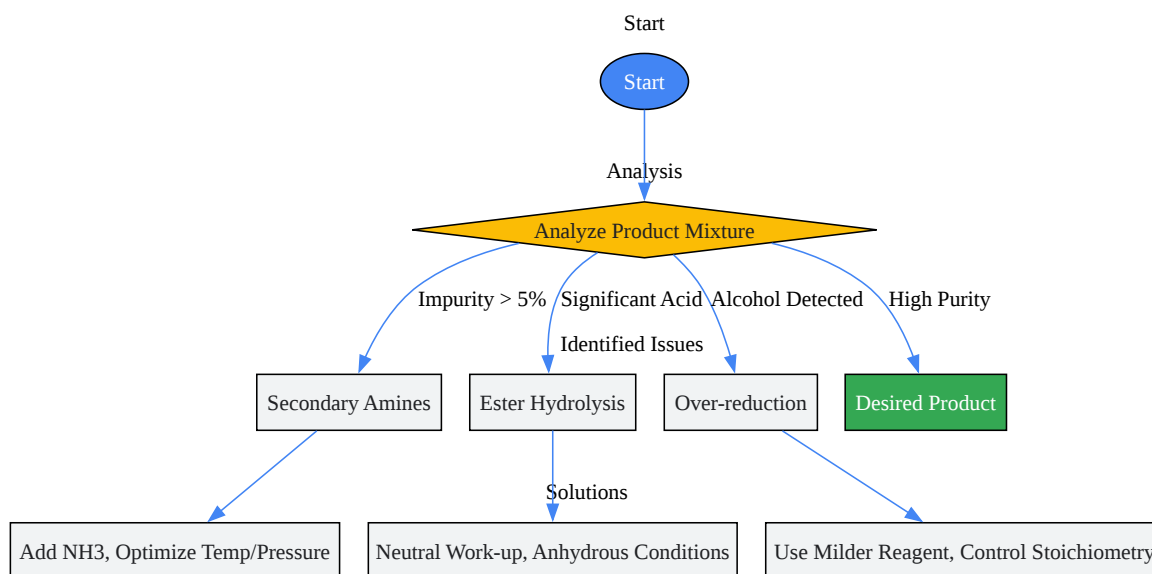 Start
Start
Analysis
Analyze Product Mixture
Impurity > 5%
Significant Acid
Alcohol Detected
High Purity
Identified Issues
Secondary Amines
Ester Hydrolysis
Over-reduction
Desired Product
Solutions
Add NH3, Optimize Temp/Pressure
Neutral Work-up, Anhydrous Conditions
Use Milder Reagent, Control Stoichiometry